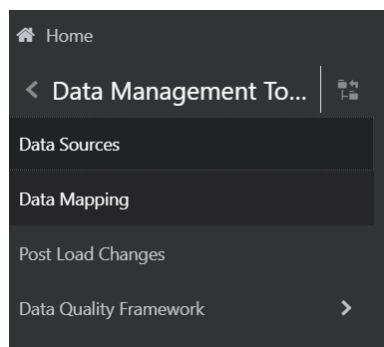 Home
Data Management To...
Data Sources
Data Mapping
Post Load Changes
Data Quality Framework